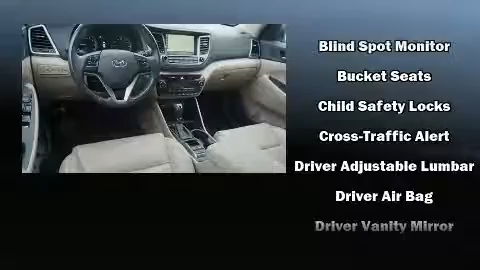 Blind Spot Monitor
Bucket Seats
Child Safety Locks
Cross-Traffic Alert
Driver Adjustable Lumbar
Driver Air Bag
Driver Vanity Mirror